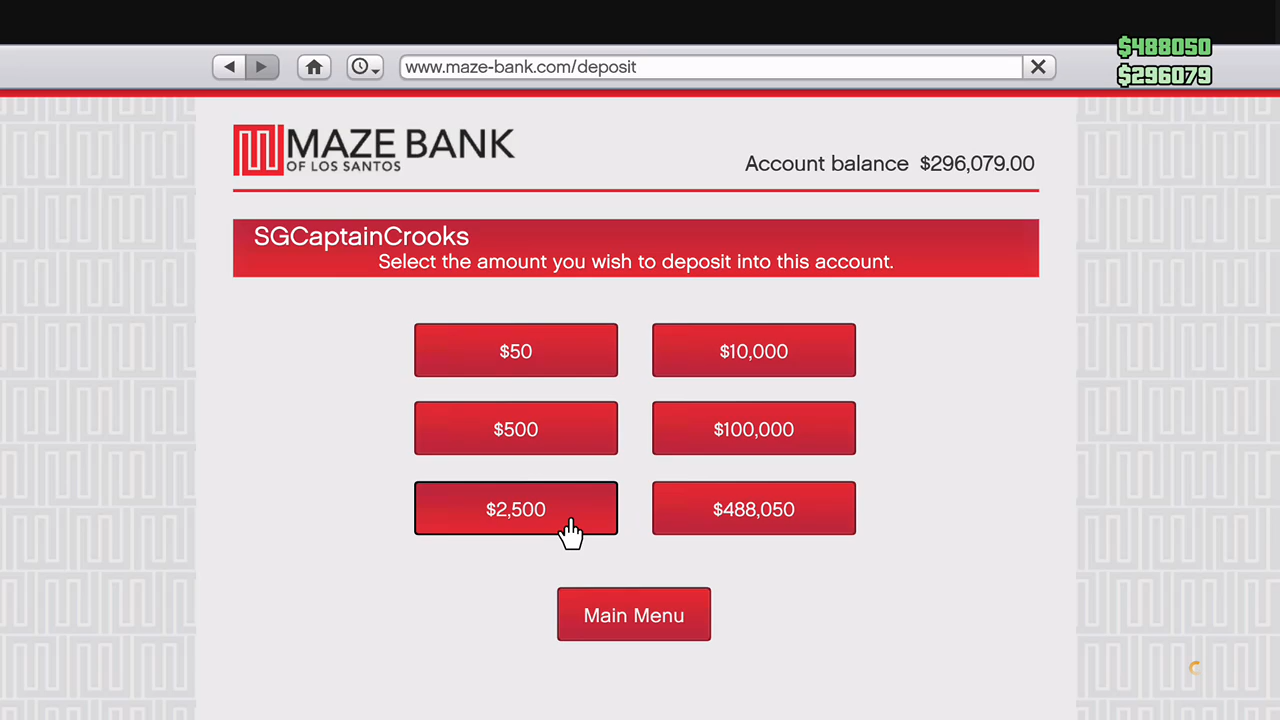 $488050
www.maze-bank.com/deposit
$296079
MAZE BANK
OF LOS SANTOS
Account balance $296,079.00
SGCaptainCrooks
Select the amount you wish to deposit into this account.
$50
$10,000
$500
$100,000
$2,500
$488,050
Main Menu